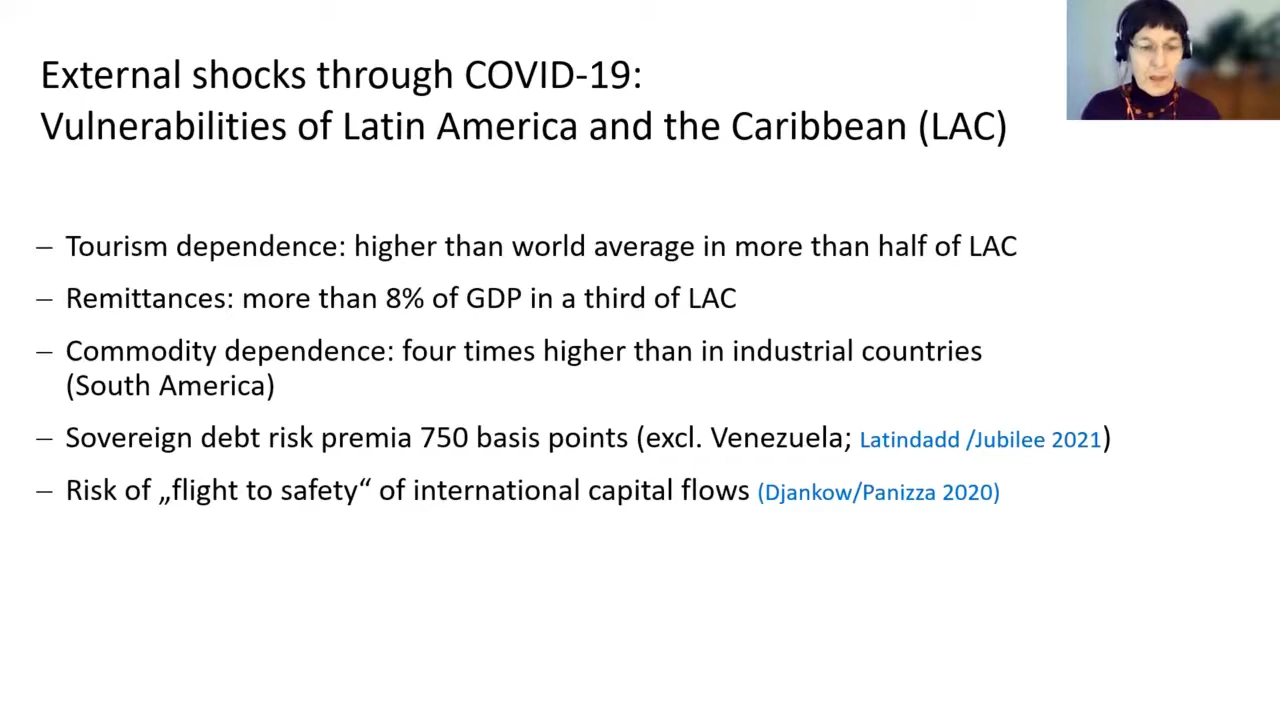 External shocks through COVID-19:
Vulnerabilities of Latin America and the Caribbean (LAC)
– Tourism dependence: higher than world average in more than half of LAC
– Remittances: more than 8% of GDP in a third of LAC
– Commodity dependence: four times higher than in industrial countries
(South America)
– Sovereign debt risk premia 750 basis points (excl. Venezuela; Latindadd /Jubilee 2021)
– Risk of „flight to safety“ of international capital flows (Djankow/Panizza 2020)